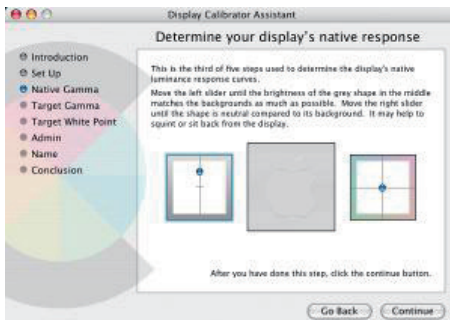 Display Calibrator Assistant
Determine your display's native response
Introduction
Set Up
Native Gamma
Target Gamma
Target White Point
Admin
Name
Conclusion
This is the third of five steps used to determine the display's native
luminance response curves.
Move the left slider until the brightness of the grey shape in the middle
matches the backgrounds as much as possible. Move the right slider
until the shape is neutral compared to its background. It may help to
squint or sit back from the display.
After you have done this step, click the continue button.
Go Back
Continue